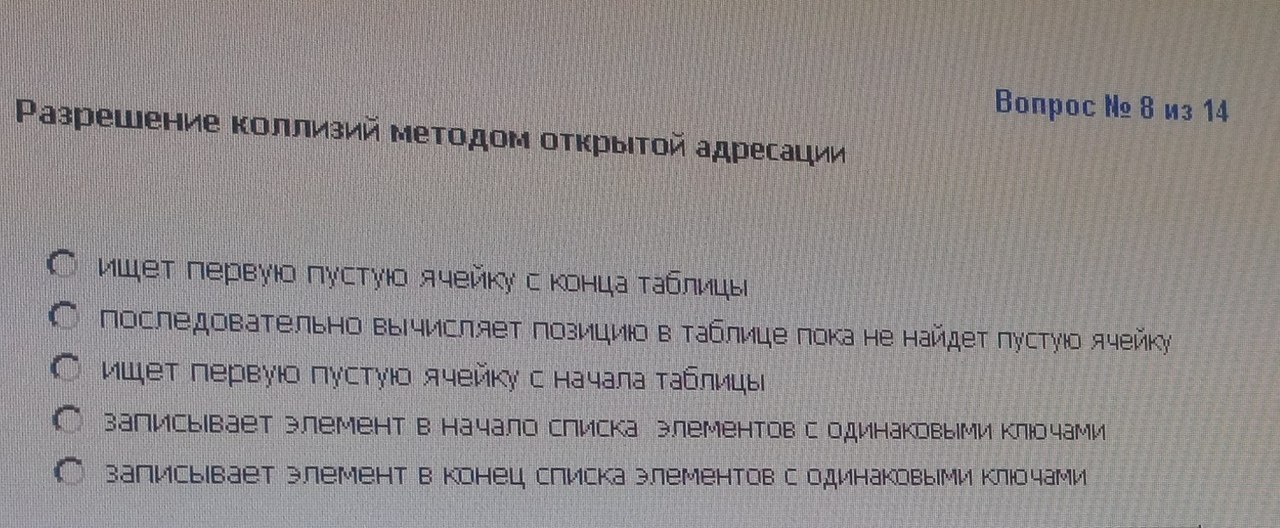 Вопрос № 8 из 14
Разрешение коллизий методом открытой адресации
ищет первую пустую ячейку с конца таблицы
последовательно вычисляет позицию в таблице пока не найдет пустую ячейку
ищет первую пустую ячейку с начала таблицы
записывает элемент в начало списка элементов с одинаковыми ключами
записывает элемент в конец списка элементов с одинаковыми ключами